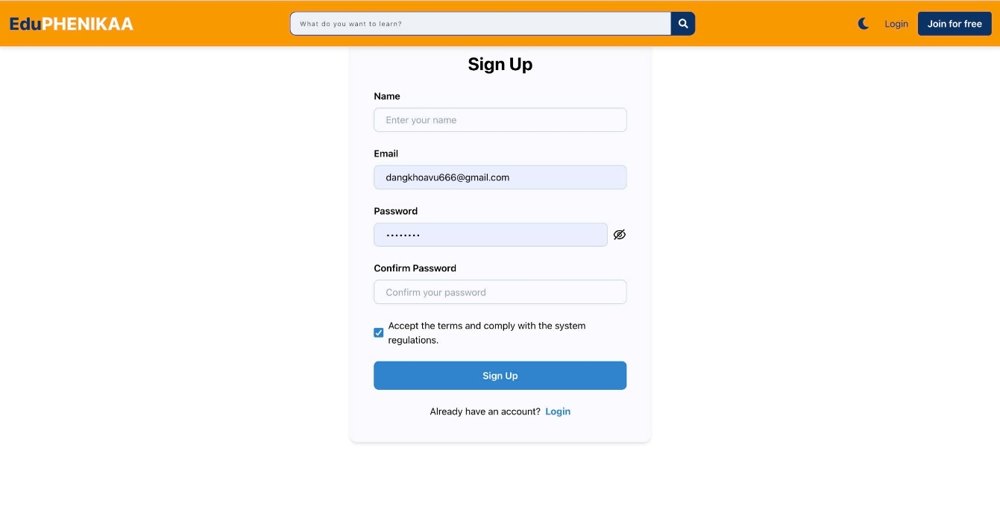 EduPHENIKAA
What do you want to learn?
Login
Join for free
Sign Up
Name
Enter your name
Email
dangkhoavu666@gmail.com
Password
••••••••
Confirm Password
Confirm your password
Accept the terms and comply with the system
regulations.
Sign Up
Already have an account? Login